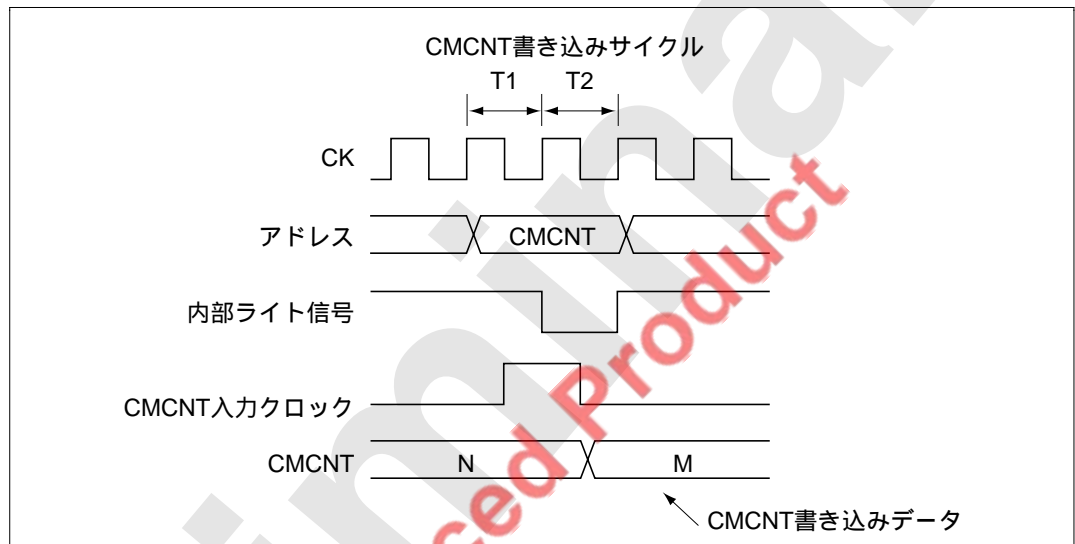 CMCNT書き込みサイクル
T1 T2
CK
アドレス CMCNT
内部ライト信号
CMCNT入力クロック
CMCNT N M
CMCNT書き込みデータ
minar
ced Product